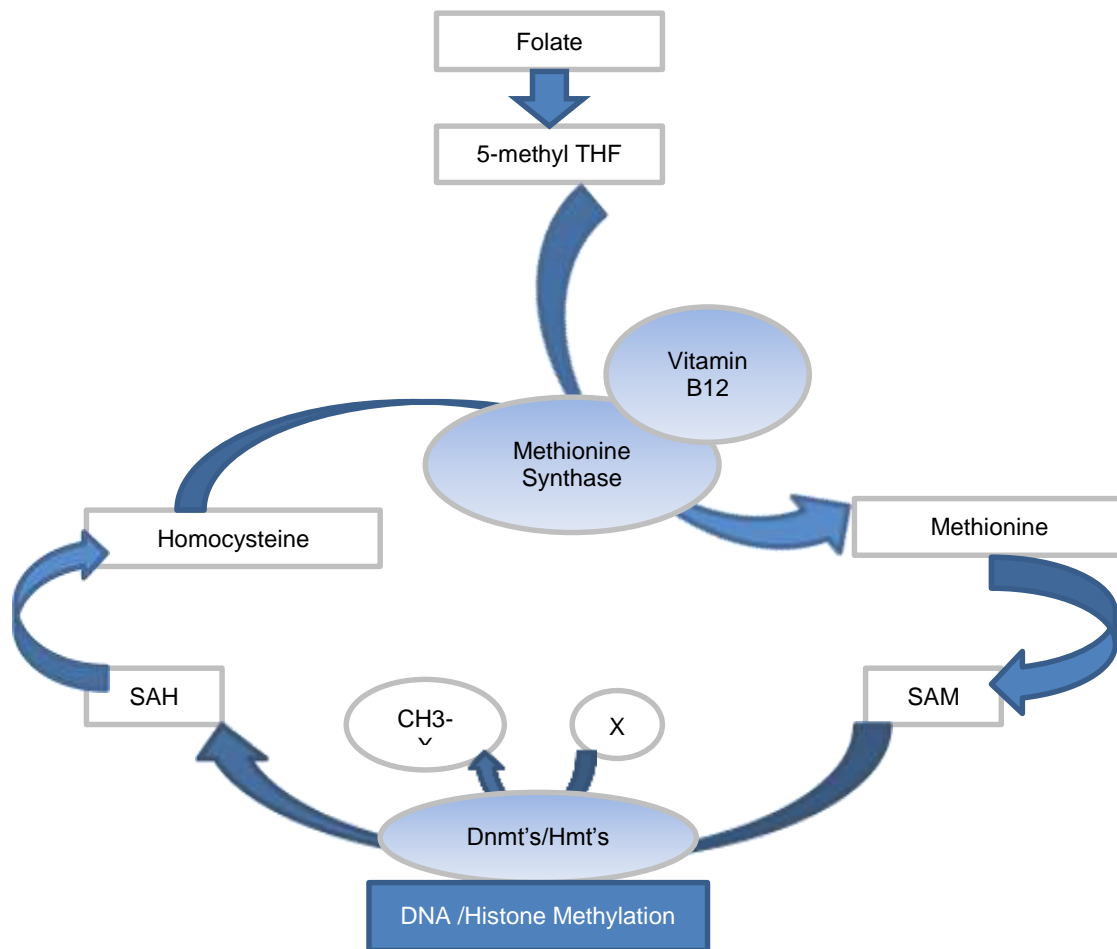 Folate
5-methyl THF
Vitamin
B12
Methionine
Synthase
Homocysteine
Methionine
SAH
CH3-
X
SAM
Dnmt's/Hmt's
DNA /Histone Methylation